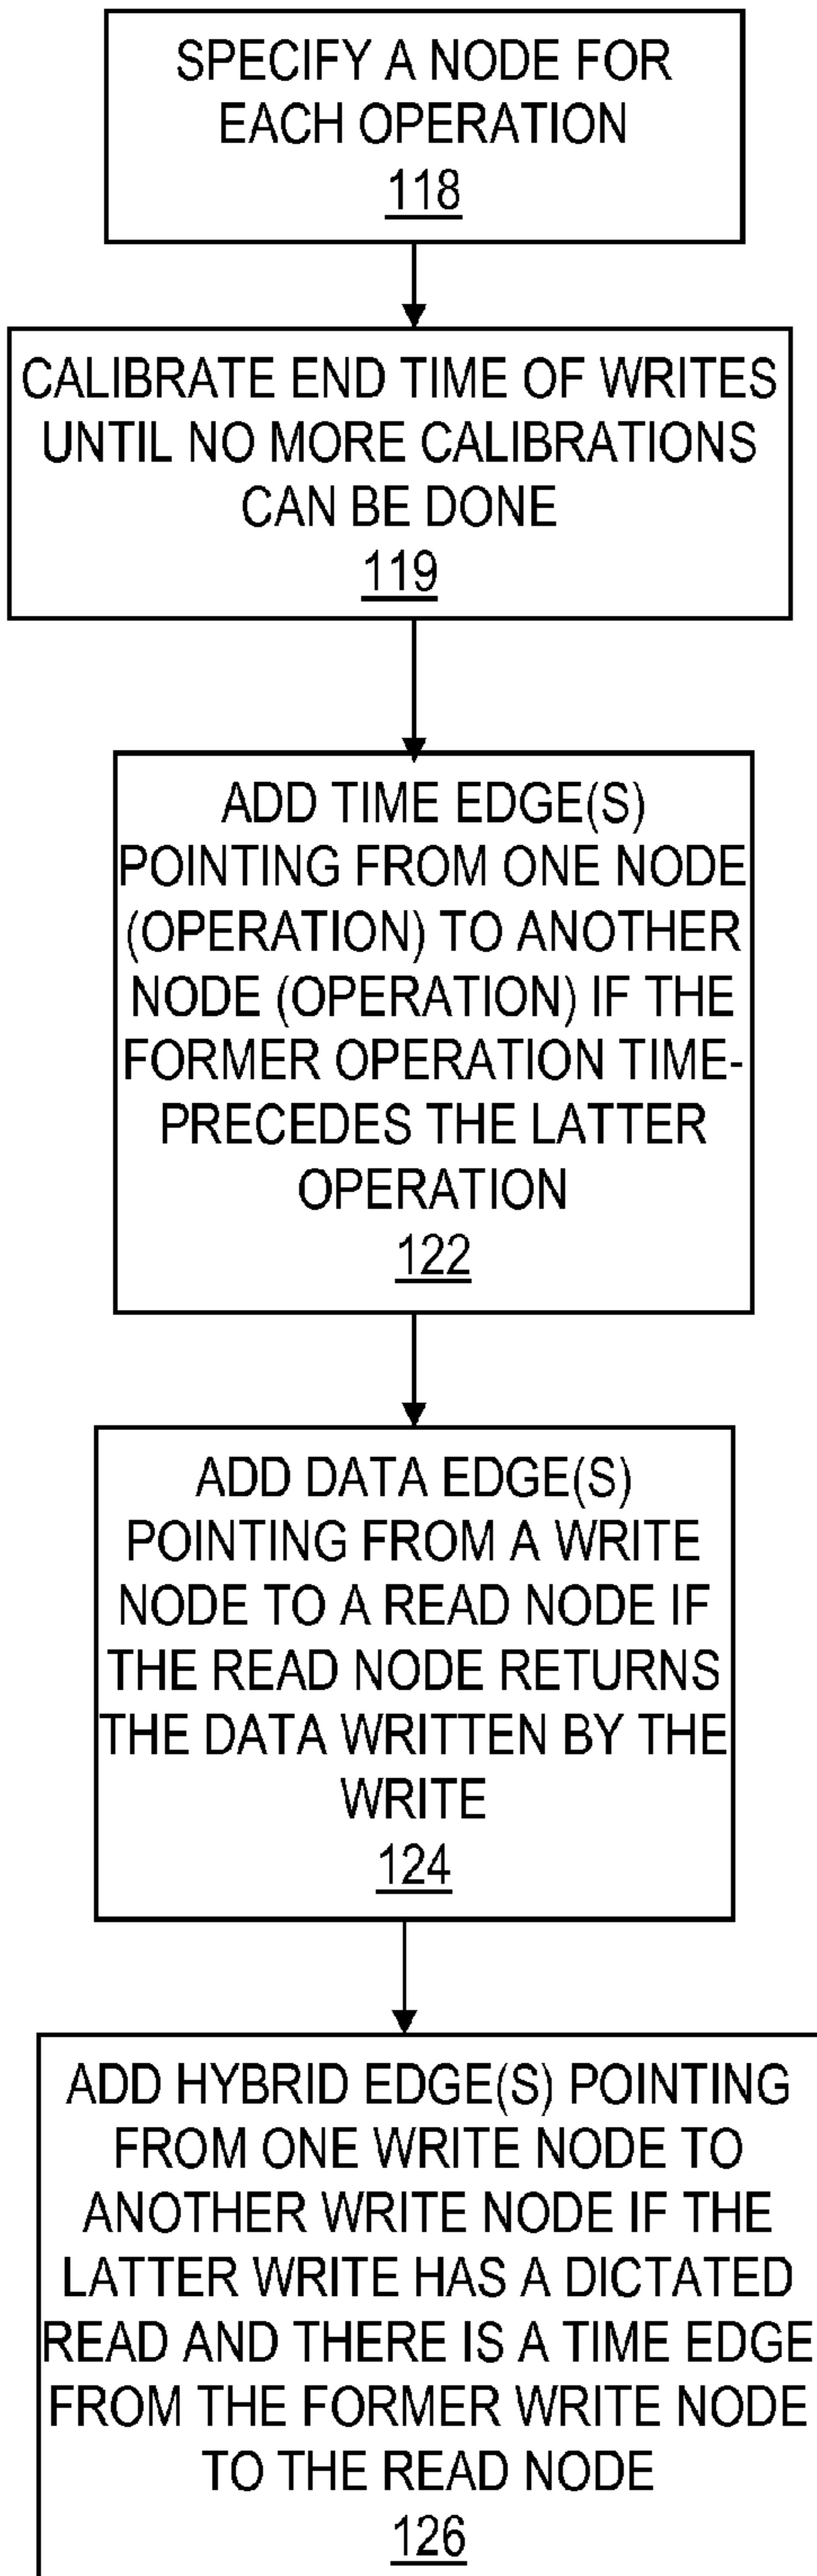 SPECIFY A NODE FOR
EACH OPERATION
118
CALIBRATE END TIME OF WRITES
UNTIL NO MORE CALIBRATIONS
CAN BE DONE
119
ADD TIME EDGE(S)
POINTING FROM ONE NODE
(OPERATION) TO ANOTHER
NODE (OPERATION) IF THE
FORMER OPERATION TIME-
PRECEDES THE LATTER
OPERATION
122
ADD DATA EDGE(S)
POINTING FROM A WRITE
NODE TO A READ NODE IF
THE READ NODE RETURNS
THE DATA WRITTEN BY THE
WRITE
124
ADD HYBRID EDGE(S) POINTING
FROM ONE WRITE NODE TO
ANOTHER WRITE NODE IF THE
LATTER WRITE HAS A DICTATED
READ AND THERE IS A TIME EDGE
FROM THE FORMER WRITE NODE
TO THE READ NODE
126